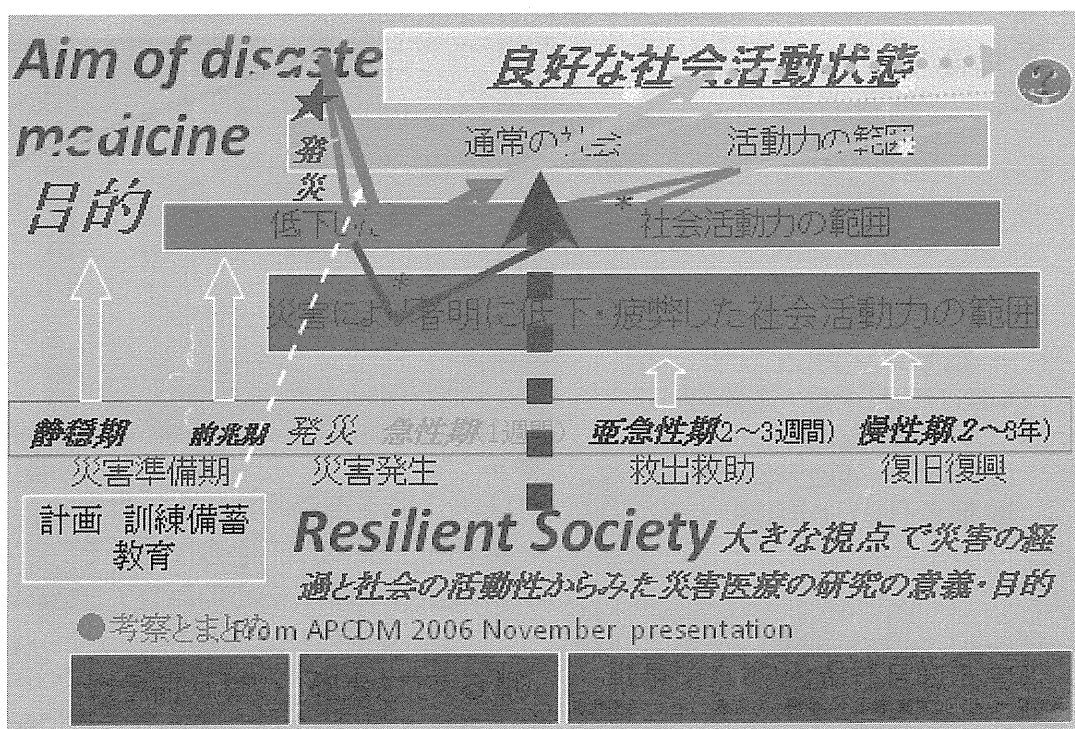 Aim of disaste
medicine
目的
良好な社会活動状態
発災
通常の社会 活動力の範囲
低下した 社会活動力の範囲
災害により著明に低下・疲弊した社会活動力の範囲
静穏期 前兆期 発災 急性期(1週間) 亜急性期(2～3週間) 慢性期(2～8年)
災害準備期 災害発生 救出救助 復旧復興
計画 訓練備蓄
教育
Resilient Society 大きな視点で災害の経
過と社会の活動性からみた災害医療の研究の意義・目的
●考察とまとめ From APCDM 2006 November presentation